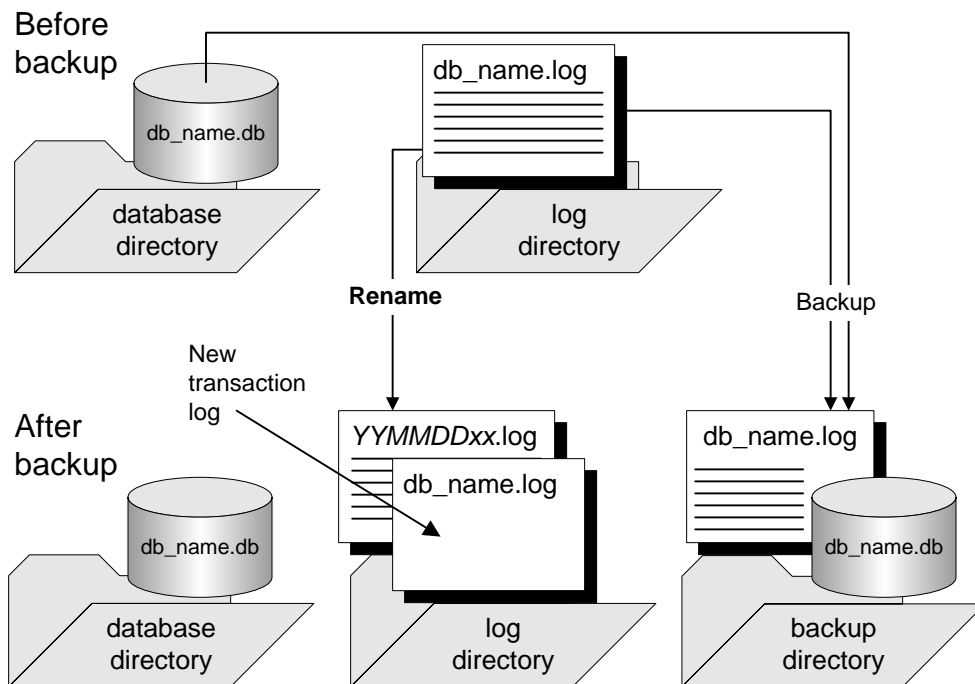 Before
backup
db_name.db
database
directory
db_name.log
log
directory
Rename
Backup
New
transaction
log
After
backup
db_name.db
database
directory
YYMMDDxx.log
db_name.log
log
directory
db_name.log
db_name.db
backup
directory